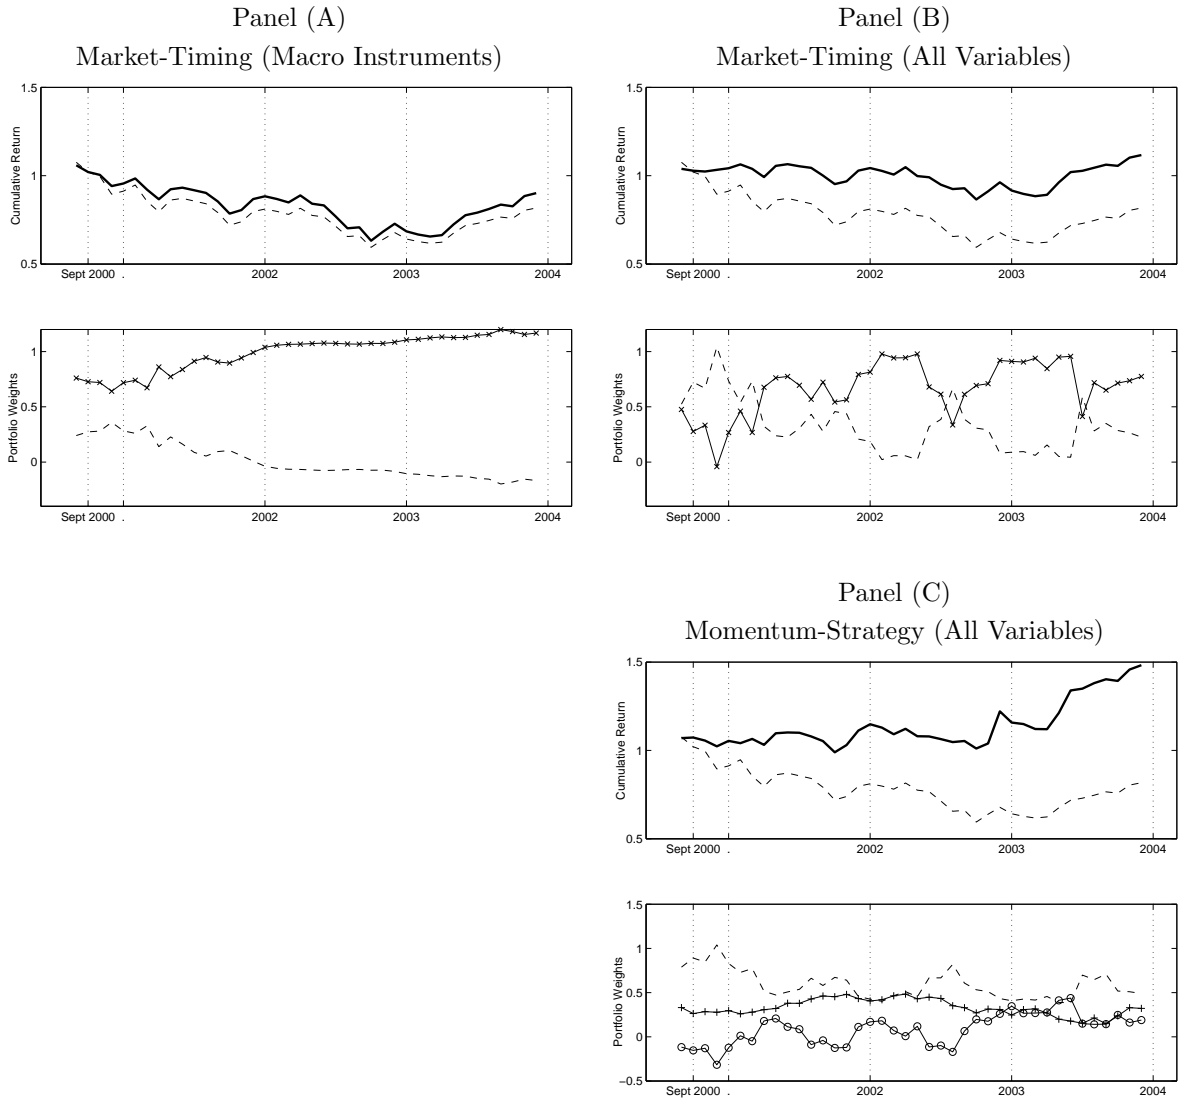 Panel (A)
Market-Timing (Macro Instruments)
1.5
1
0.5
Cumulative Return
Sept 2000 . 2002 2003 2004
1
0.5
0
Portfolio Weights
Sept 2000 . 2002 2003 2004
Panel (B)
Market-Timing (All Variables)
1.5
1
0.5
Cumulative Return
Sept 2000 . 2002 2003 2004
1
0.5
0
Portfolio Weights
Sept 2000 . 2002 2003 2004
Panel (C)
Momentum-Strategy (All Variables)
1.5
1
0.5
Cumulative Return
Sept 2000 . 2002 2003 2004
1.5
1
0.5
0
−0.5
Portfolio Weights
Sept 2000 . 2002 2003 2004